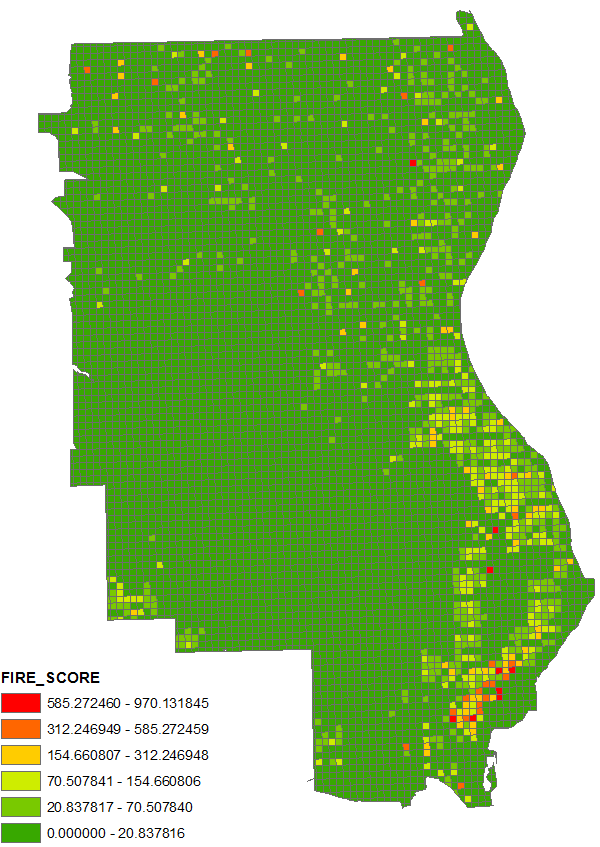 FIRE_SCORE
585.272460 - 970.131845
312.246949 - 585.272459
154.660807 - 312.246948
70.507841 - 154.660806
20.837817 - 70.507840
0.000000 - 20.837816